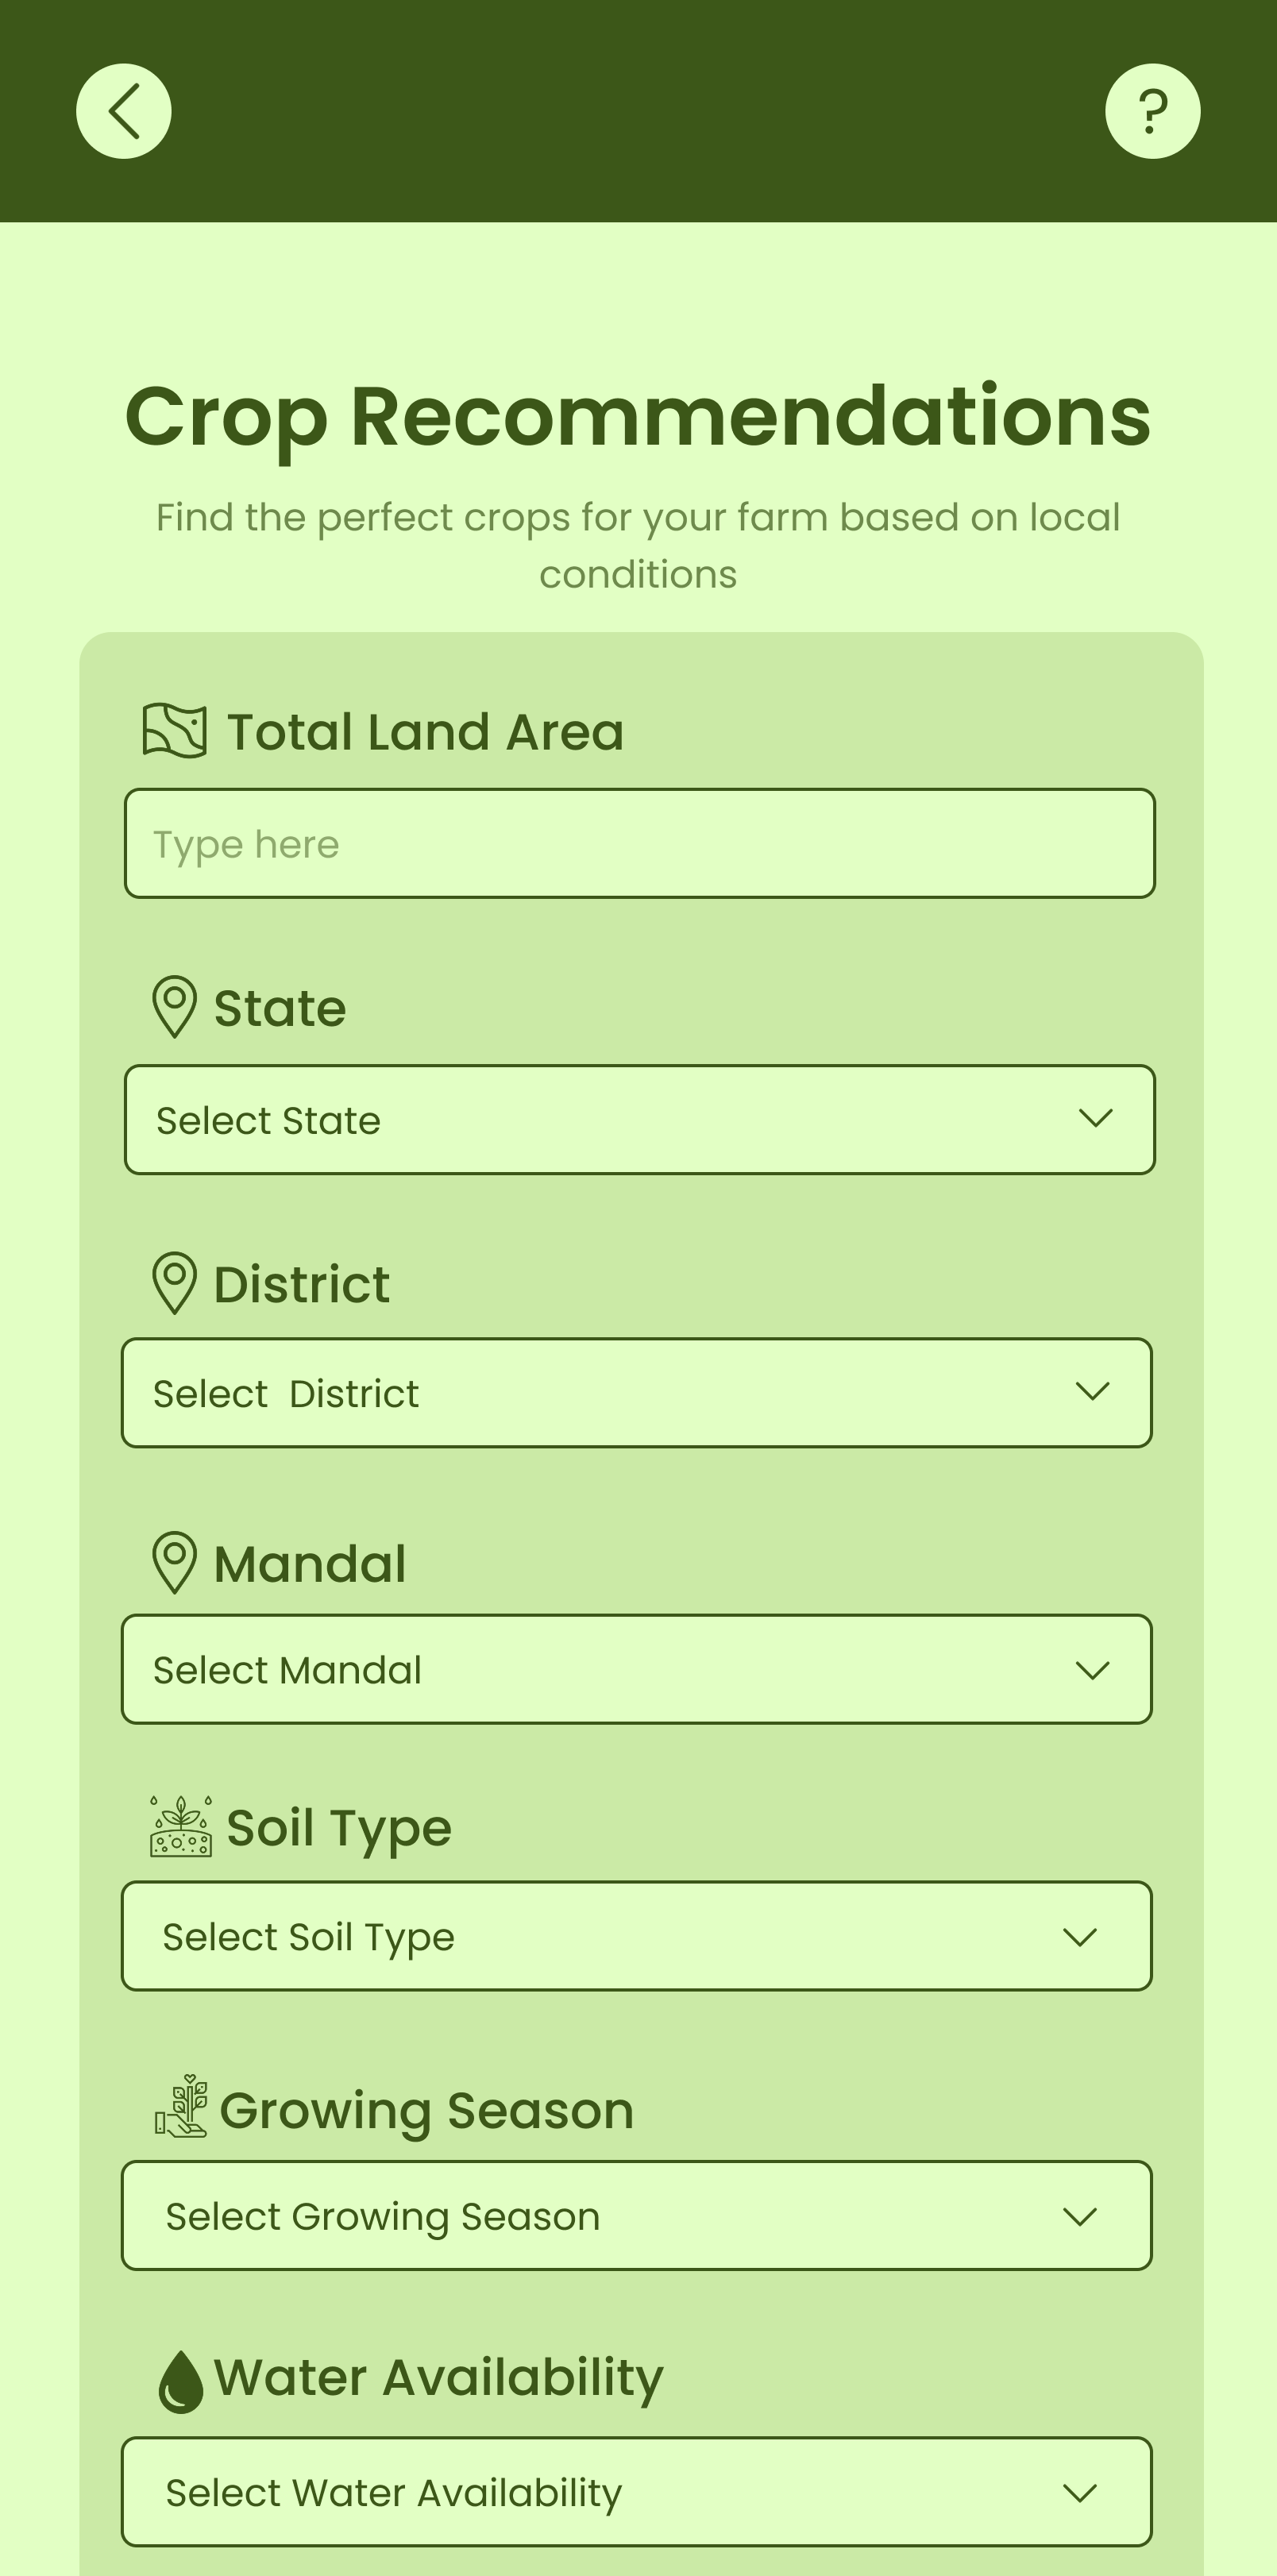 ?
Crop Recommendations
Find the perfect crops for your farm based on local
conditions
Total Land Area
Type here
State
Select State
District
Select  District
Mandal
Select Mandal
Soil Type
Select Soil Type
Growing Season
Select Growing Season
Water Availability
Select Water Availability